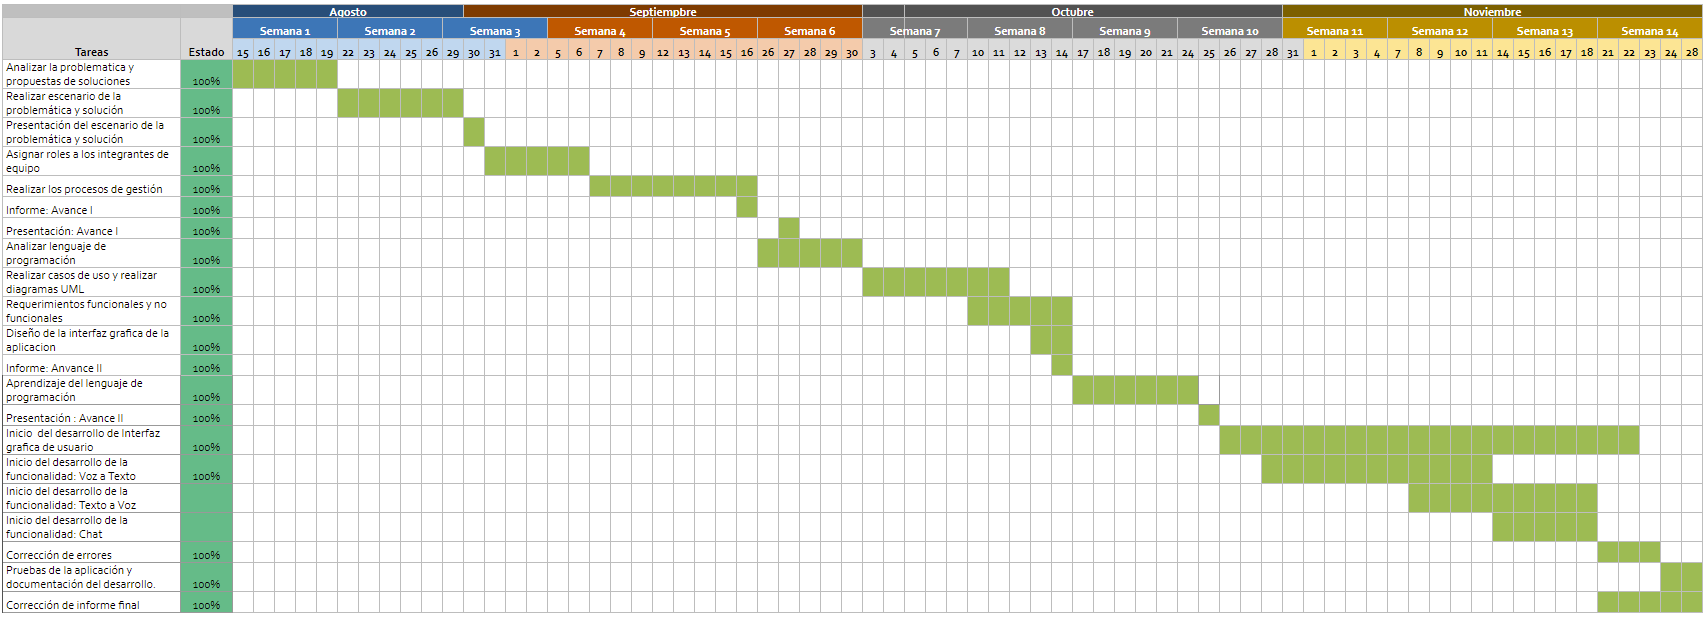 Agosto Septiempbre Octubre Noviembre
Semana 1 Semana 2 Semana 3 Semana 4 Semana 5 Semana 6 Semana 7 Semana 8 Semana 9 Semana 10 Semana 11 Semana 12 Semana 13 Semana 14
Tareas Estado 15 16 17 18 19 22 23 24 25 26 29 30 31 1 2 5 6 7 8 9 12 13 14 15 16 26 27 28 29 30 3 4 5 6 7 10 11 12 13 14 17 18 19 20 21 24 25 26 27 28 31 1 2 3 4 7 8 9 10 11 14 15 16 17 18 21 22 23 24 28
Analizar la problematica y
propuestas de soluciones 100%
Realizar escenario de la
problemática y solución 100%
Presentación del escenario de la
problemática y solución 100%
Asignar roles a los integrantes de
equipo 100%
Realizar los procesos de gestión 100%
Informe: Avance I 100%
Presentación: Avance I 100%
Analizar lenguaje de
programación 100%
Realizar casos de uso y realizar
diagramas UML 100%
Requerimientos funcionales y no
funcionales 100%
Diseño de la interfaz grafica de la
aplicacion 100%
Informe: Anvance II 100%
Aprendizaje del lenguaje de
programación 100%
Presentación : Avance II 100%
Inicio del desarrollo de Interfaz
grafica de usuario 100%
Inicio del desarrollo de la
funcionalidad: Voz a Texto 100%
Inicio del desarrollo de la
funcionalidad: Texto a Voz
Inicio del desarrollo de la
funcionalidad: Chat
Corrección de errores 100%
Pruebas de la aplicación y
documentación del desarrollo. 100%
Corrección de informe final 100%